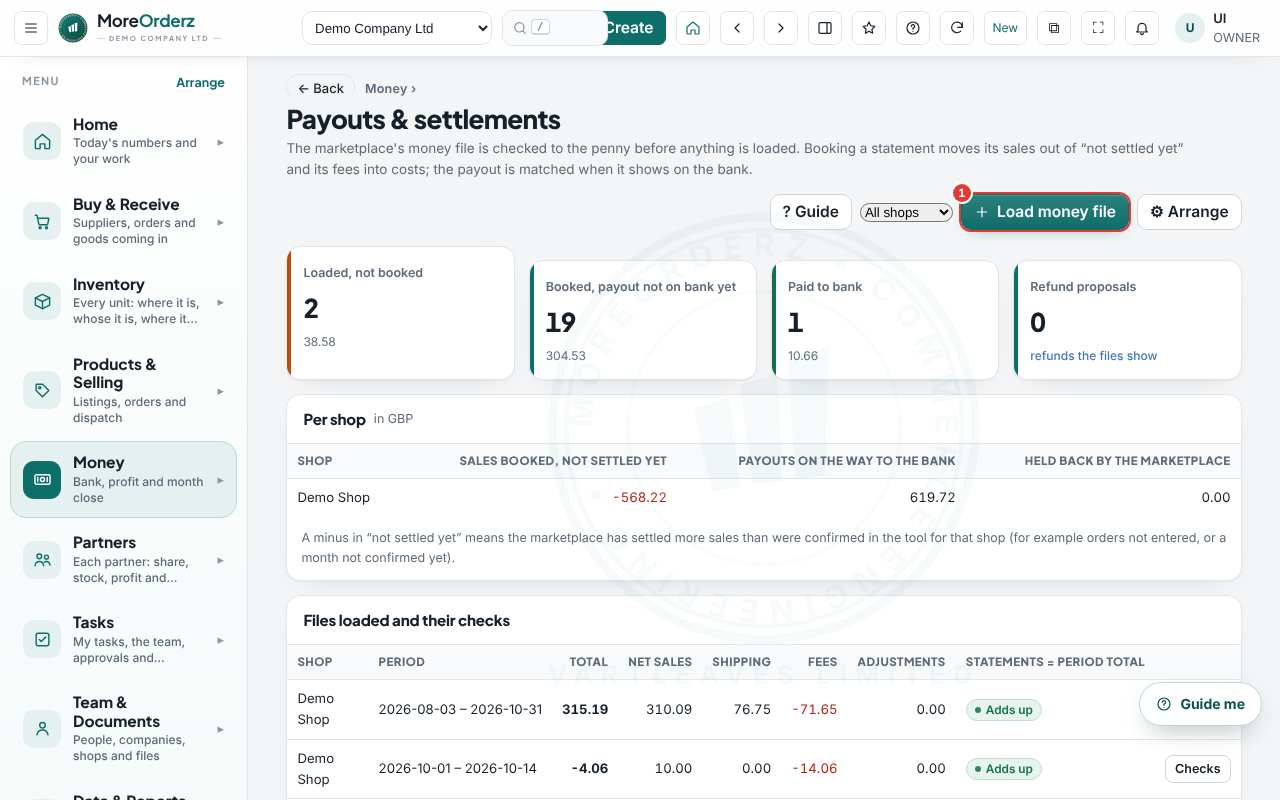 MoreOrderz
— DEMO COMPANY LTD —
Demo Company Ltd
/
Create
New
U
UI
OWNER
MENU
Arrange
Home
Today's numbers and
your work
Buy & Receive
Suppliers, orders and
goods coming in
Inventory
Every unit: where it is,
whose it is, where it...
Products &
Selling
Listings, orders and
dispatch
Money
Bank, profit and month
close
Partners
Each partner: share,
stock, profit and...
Tasks
My tasks, the team,
approvals and...
Team &
Documents
People, companies,
shops and files
← Back
Money ›
Payouts & settlements
The marketplace's money file is checked to the penny before anything is loaded. Booking a statement moves its sales out of “not settled yet”
and its fees into costs; the payout is matched when it shows on the bank.
? Guide
All shops
1
+ Load money file
⚙ Arrange
Loaded, not booked
2
38.58
Booked, payout not on bank yet
19
304.53
Paid to bank
1
10.66
Refund proposals
0
refunds the files show
Per shop in GBP
SHOP SALES BOOKED, NOT SETTLED YET PAYOUTS ON THE WAY TO THE BANK HELD BACK BY THE MARKETPLACE
Demo Shop -568.22 619.72 0.00
A minus in “not settled yet” means the marketplace has settled more sales than were confirmed in the tool for that shop (for example orders not entered, or a
month not confirmed yet).
Files loaded and their checks
SHOP PERIOD TOTAL NET SALES SHIPPING FEES ADJUSTMENTS STATEMENTS = PERIOD TOTAL
Demo
Shop
2026-08-03 – 2026-10-31 315.19 310.09 76.75 -71.65 0.00 Adds up
Demo
Shop
2026-10-01 – 2026-10-14 -4.06 10.00 0.00 -14.06 0.00 Adds up Checks
Guide me
MOREORDERZ • COMMERCE ENGINEERING •
VARTLEAVES LIMITED